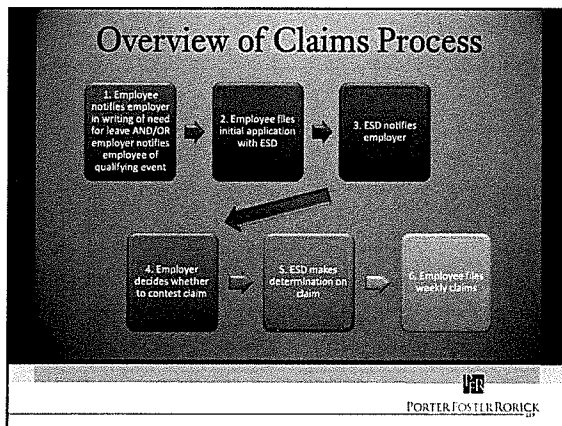 Overview of Claims Process
1. Employee
notifies employer
in writing of need
for leave AND/OR
employer notifies
employee of
qualifying event
2. Employee files
initial application
with ESD
3. ESD notifies
employer
4. Employer
decides whether
to contest claim
5. ESD makes
determination on
claim
6. Employee files
weekly claims
PFR
PORTER FOSTER RORICK
LLP